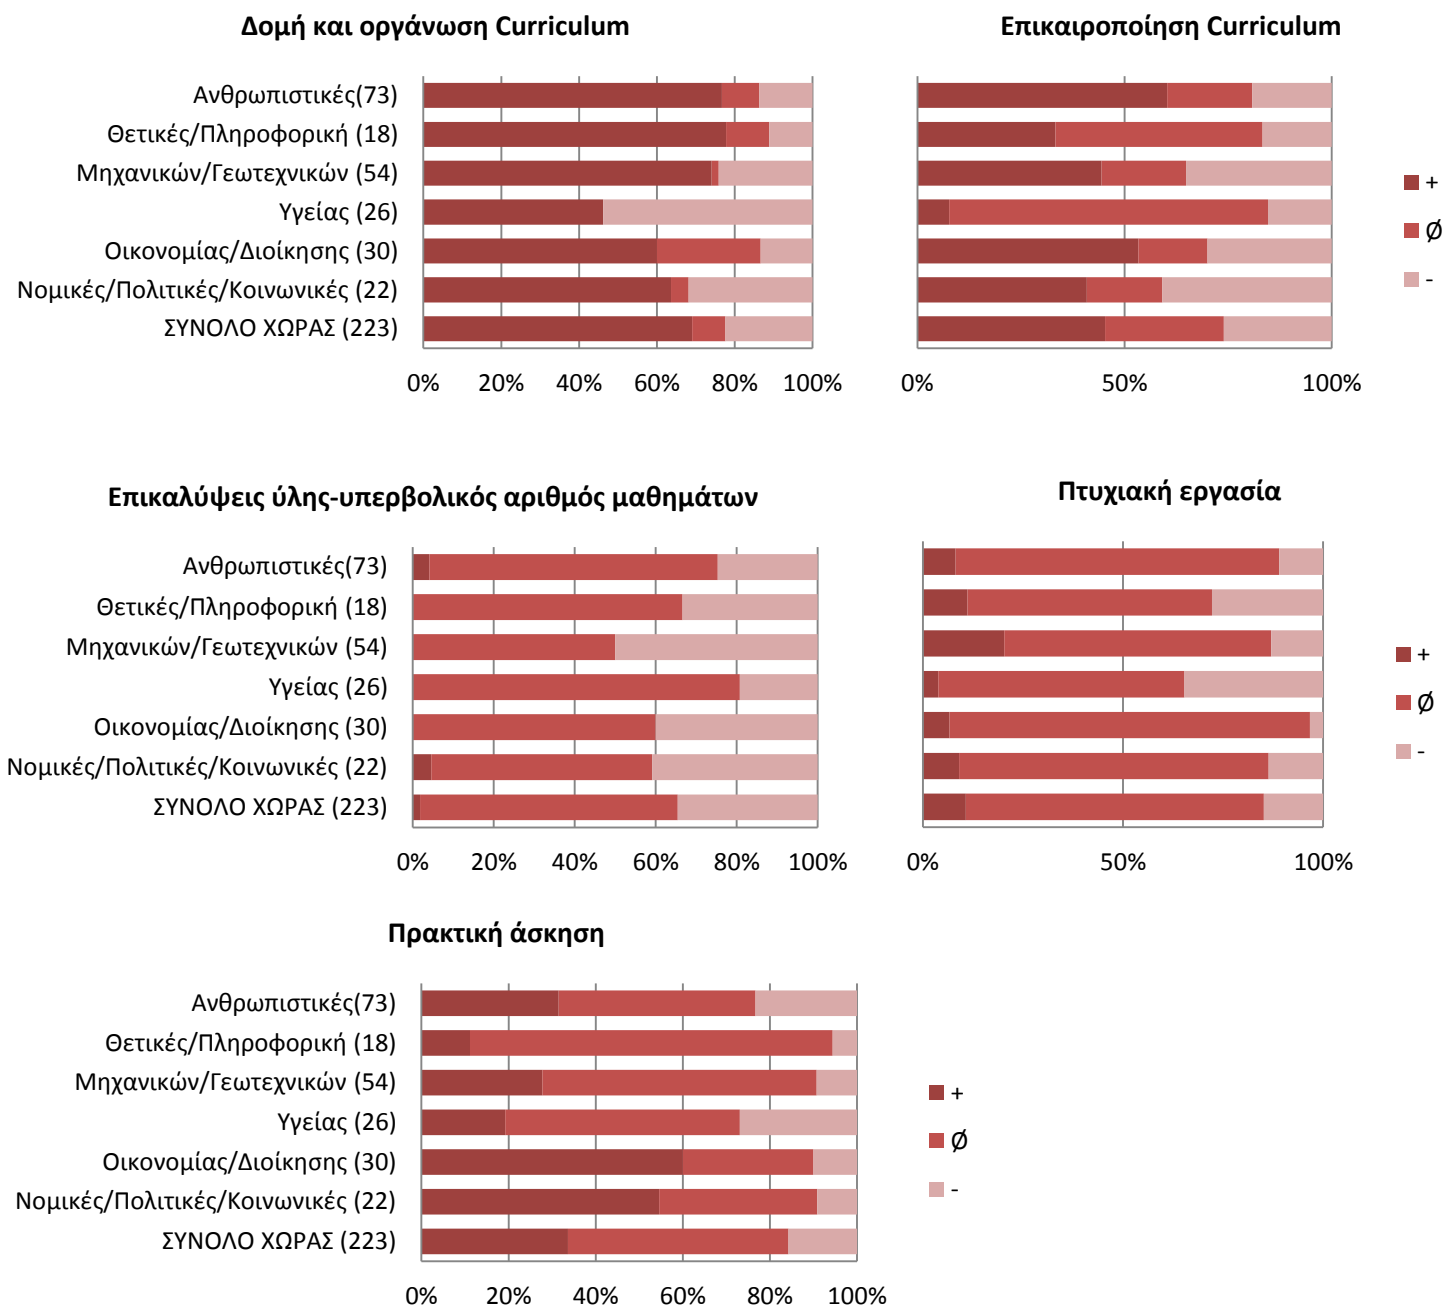 Δομή και οργάνωση Curriculum
Ανθρωπιστικές(73)
Θετικές/Πληροφορική (18)
Μηχανικών/Γεωτεχνικών (54)
Υγείας (26)
Οικονομίας/Διοίκησης (30)
Νομικές/Πολιτικές/Κοινωνικές (22)
ΣΥΝΟΛΟ ΧΩΡΑΣ (223)
0% 20% 40% 60% 80% 100%
Επικαιροποίηση Curriculum
0% 50% 100%
+
Ø
-
Επικαλύψεις ύλης-υπερβολικός αριθμός μαθημάτων
Ανθρωπιστικές(73)
Θετικές/Πληροφορική (18)
Μηχανικών/Γεωτεχνικών (54)
Υγείας (26)
Οικονομίας/Διοίκησης (30)
Νομικές/Πολιτικές/Κοινωνικές (22)
ΣΥΝΟΛΟ ΧΩΡΑΣ (223)
0% 20% 40% 60% 80% 100%
Πτυχιακή εργασία
0% 50% 100%
+
Ø
-
Πρακτική άσκηση
Ανθρωπιστικές(73)
Θετικές/Πληροφορική (18)
Μηχανικών/Γεωτεχνικών (54)
Υγείας (26)
Οικονομίας/Διοίκησης (30)
Νομικές/Πολιτικές/Κοινωνικές (22)
ΣΥΝΟΛΟ ΧΩΡΑΣ (223)
0% 20% 40% 60% 80% 100%
+
Ø
-